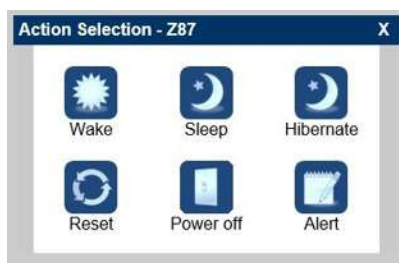 Action Selection - Z87 X
Wake Sleep Hibernate
Reset Power off Alert